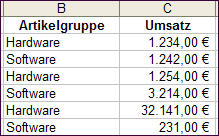 B C
Artikelgruppe Umsatz
Hardware 1.234,00 €
Software 1.242,00 €
Hardware 1.254,00 €
Software 3.214,00 €
Hardware 32.141,00 €
Software 231,00 €